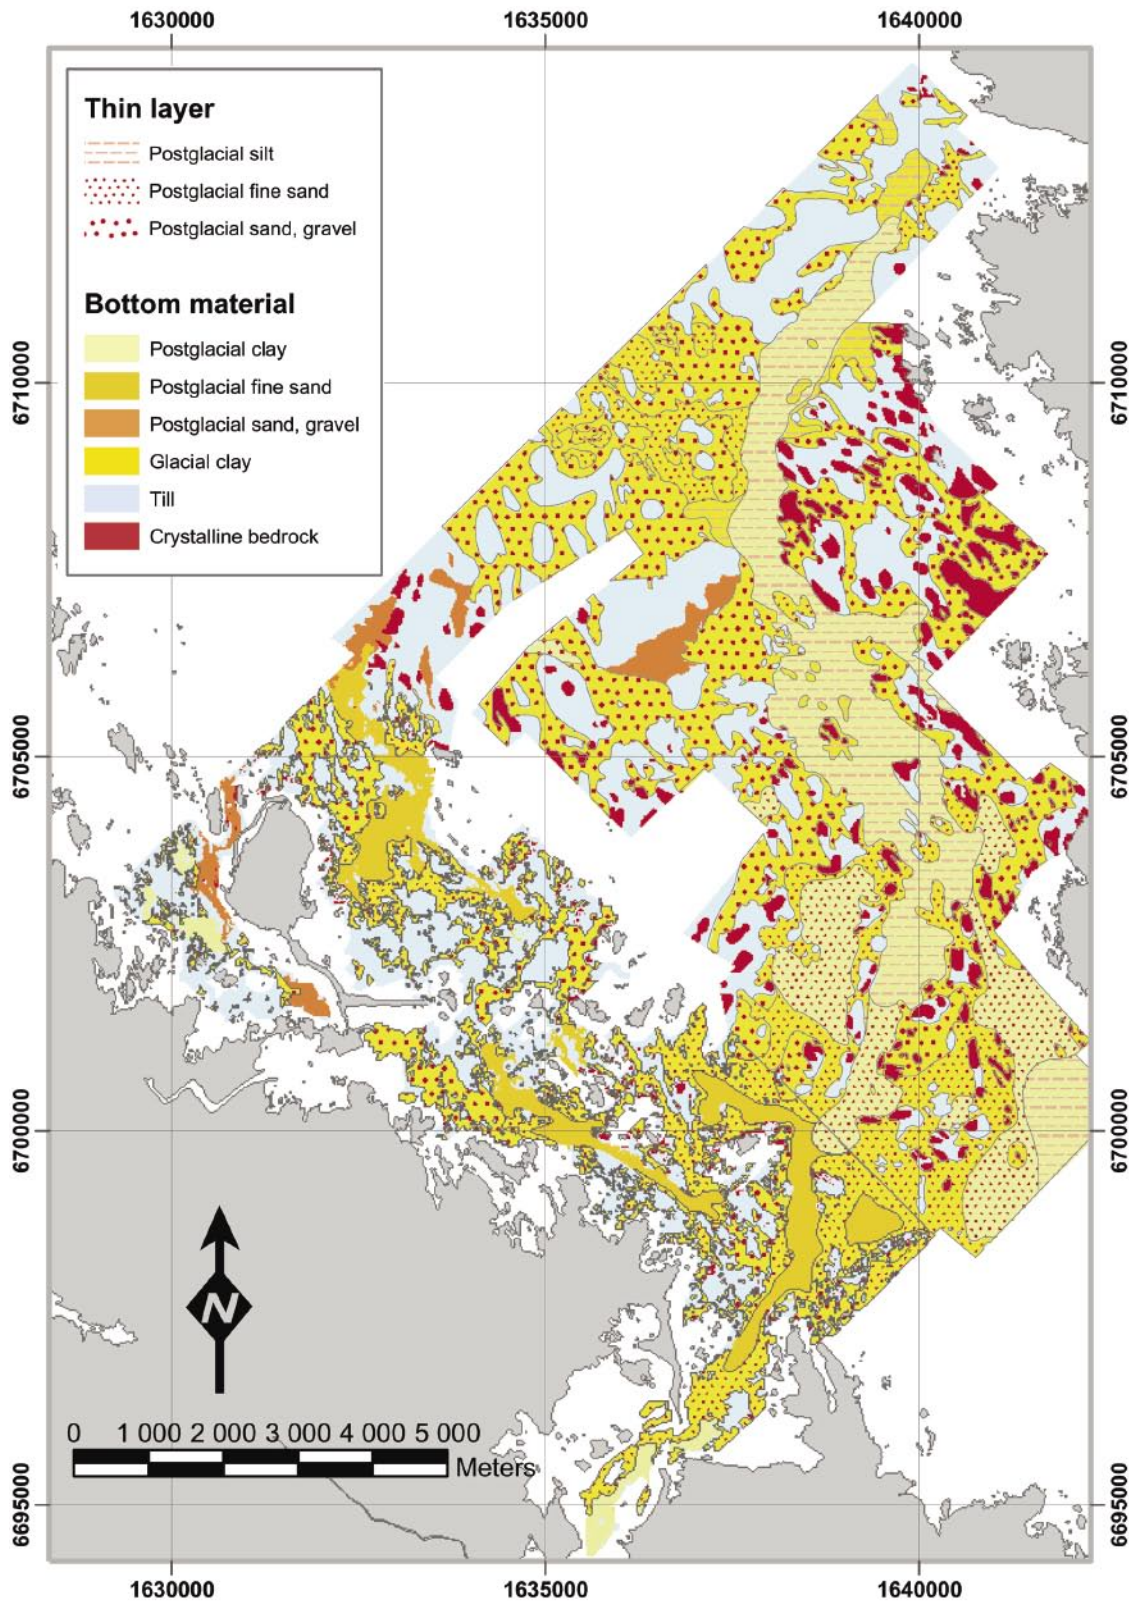 1630000 1635000 1640000
Thin layer
Postglacial silt
Postglacial fine sand
Postglacial sand, gravel
Bottom material
Postglacial clay
Postglacial fine sand
Postglacial sand, gravel
Glacial clay
Till
Crystalline bedrock
6710000 6710000
6705000 6705000
6700000 6700000
N
0 1 000 2 000 3 000 4 000 5 000
Meters
6695000 6695000
1630000 1635000 1640000